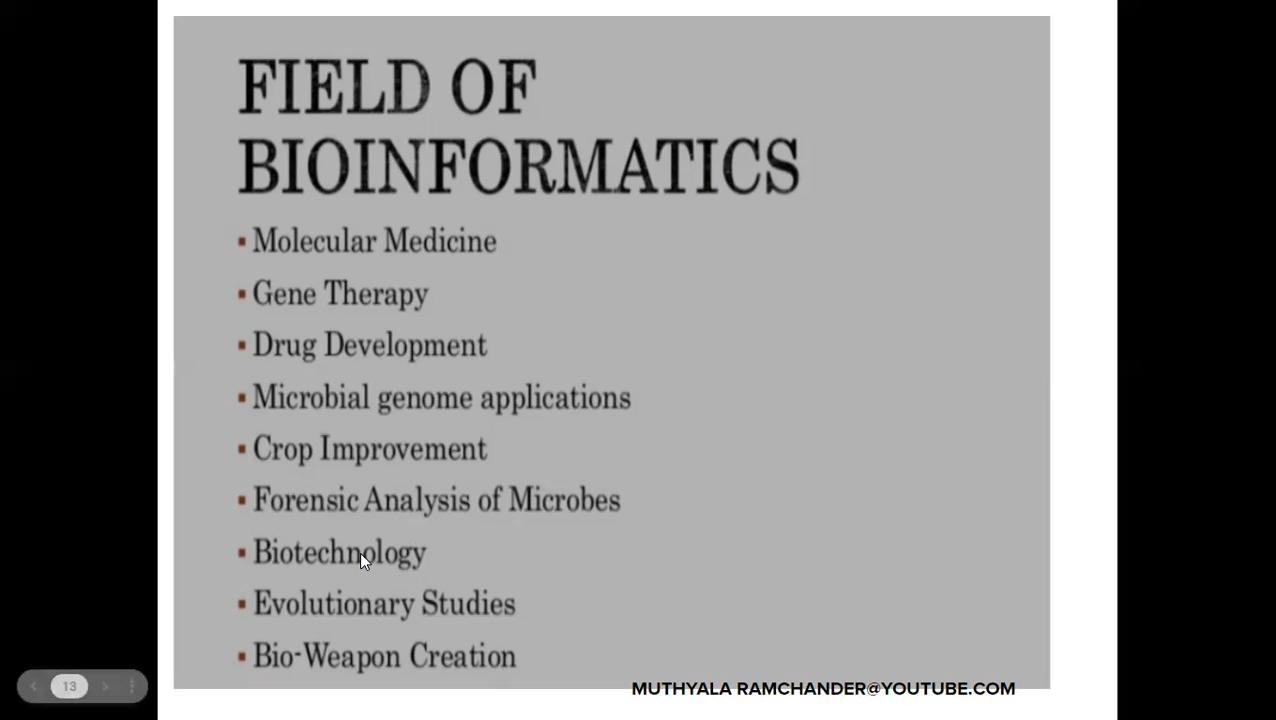 FIELD OF
BIOINFORMATICS
▪ Molecular Medicine
▪ Gene Therapy
▪ Drug Development
▪ Microbial genome applications
▪ Crop Improvement
▪ Forensic Analysis of Microbes
▪ Biotechnology
▪ Evolutionary Studies
▪ Bio-Weapon Creation
MUTHYALA RAMCHANDER@YOUTUBE.COM
13